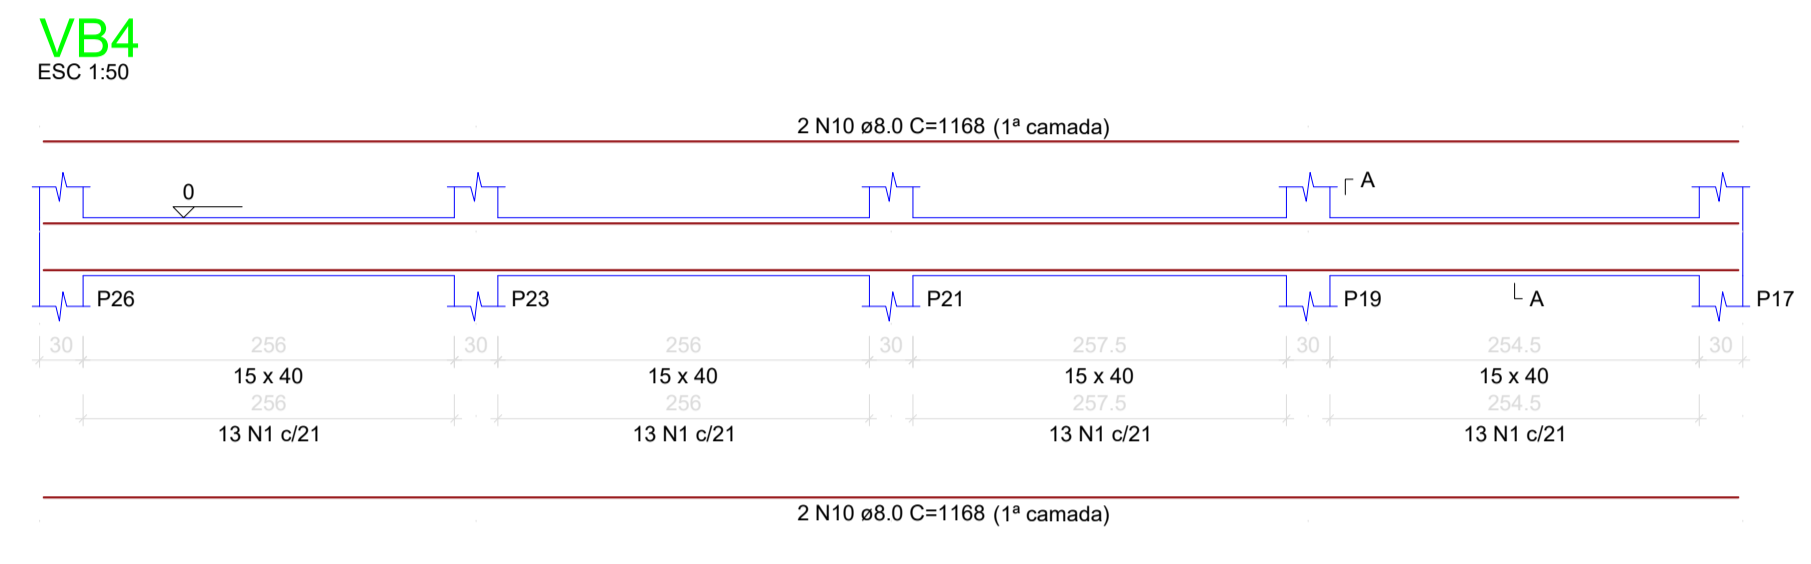 VB4
ESC 1:50
2 N10 ø8.0 C=1168 (1ª camada)
0
A
P26 P23 P21 P19 A P17
30 256 30 256 30 257.5 30 254.5 30
15 x 40 15 x 40 15 x 40 15 x 40
256 256 257.5 254.5
13 N1 c/21 13 N1 c/21 13 N1 c/21 13 N1 c/21
2 N10 ø8.0 C=1168 (1ª camada)